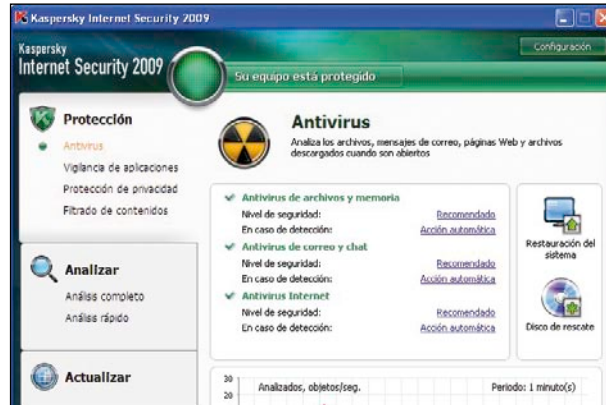 Kaspersky Internet Security 2009
Kaspersky
Internet Security 2009
Configuración
Su equipo está protegido
Protección
Antivirus
Vigilancia de aplicaciones
Protección de privacidad
Filtrado de contenidos
Analizar
Análisis completo
Análisis rápido
Actualizar
Antivirus
Analiza los archivos, mensajes de correo, páginas Web y archivos
descargados cuando son abiertos
Antivirus de archivos y memoria
Nivel de seguridad: Recomendado
En caso de detección: Acción automática
Antivirus de correo y chat
Nivel de seguridad: Recomendado
En caso de detección: Acción automática
Antivirus Internet
Nivel de seguridad: Recomendado
En caso de detección: Acción automática
Restauración del
sistema
Disco de rescate
30
Analizados, objetos/seg. Periodo: 1 minuto(s)
20